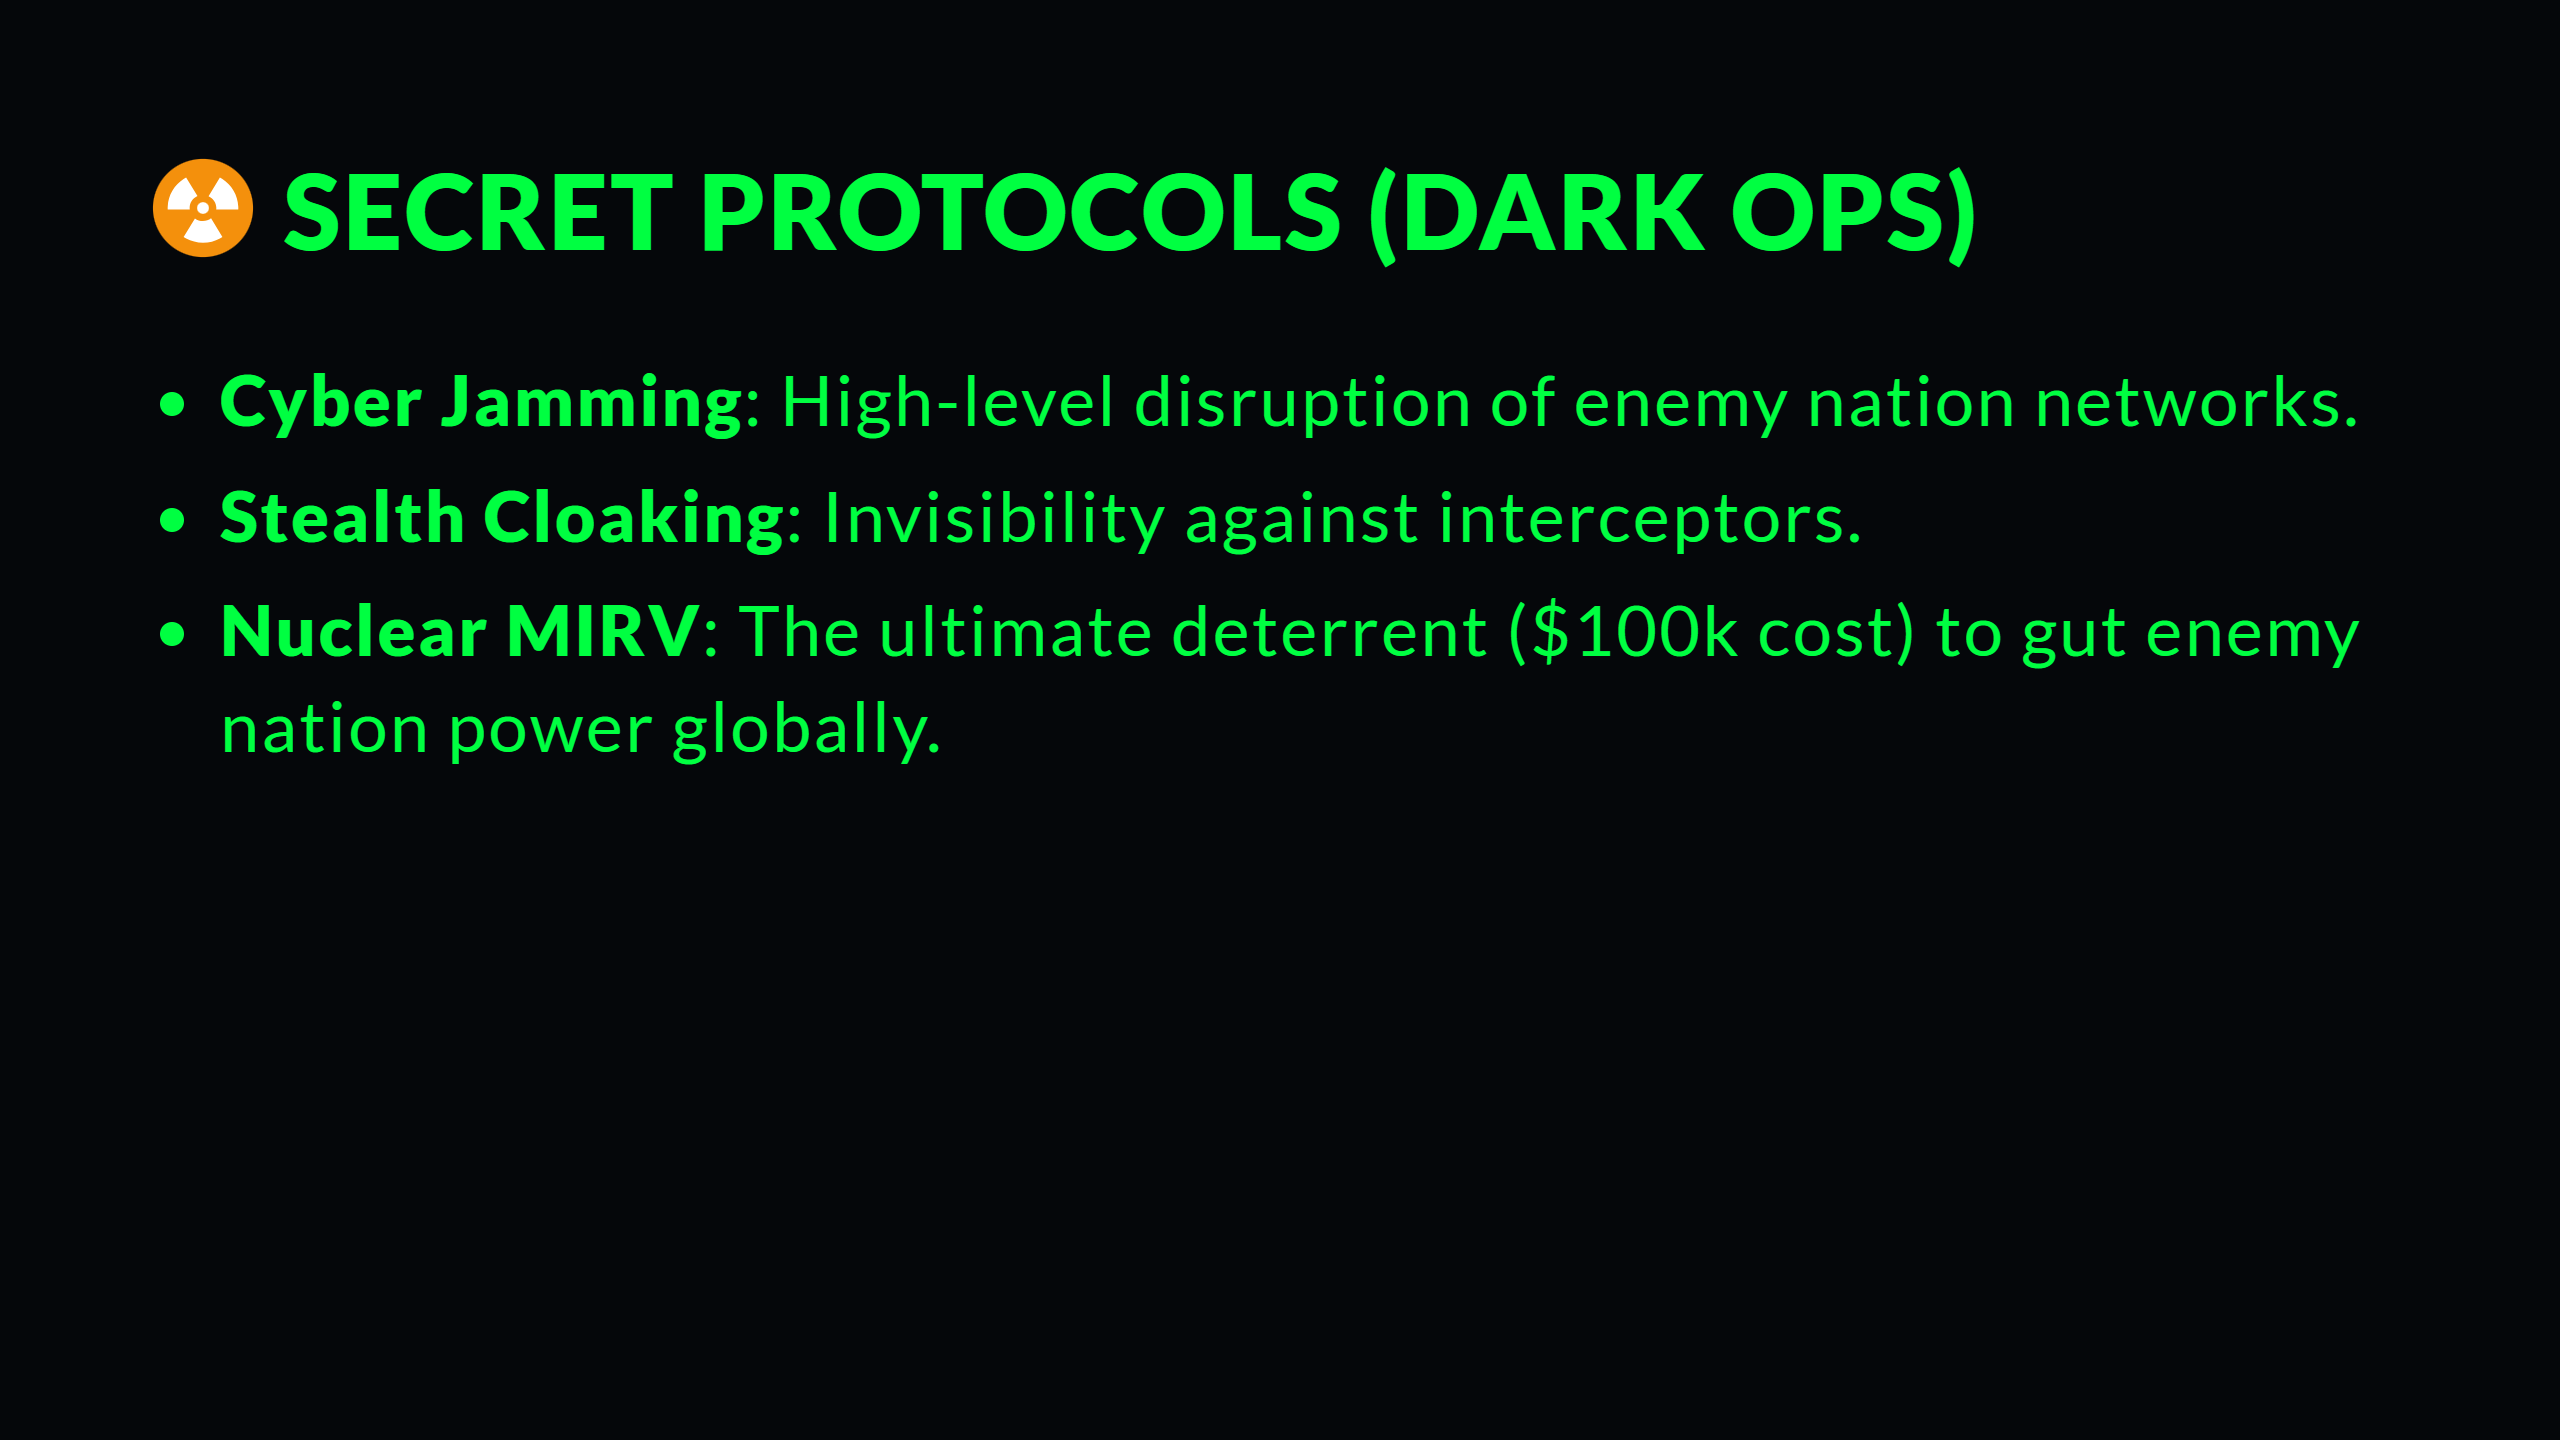 ☢ SECRET PROTOCOLS (DARK OPS)
• Cyber Jamming: High-level disruption of enemy nation networks.
• Stealth Cloaking: Invisibility against interceptors.
• Nuclear MIRV: The ultimate deterrent ($100k cost) to gut enemy
nation power globally.